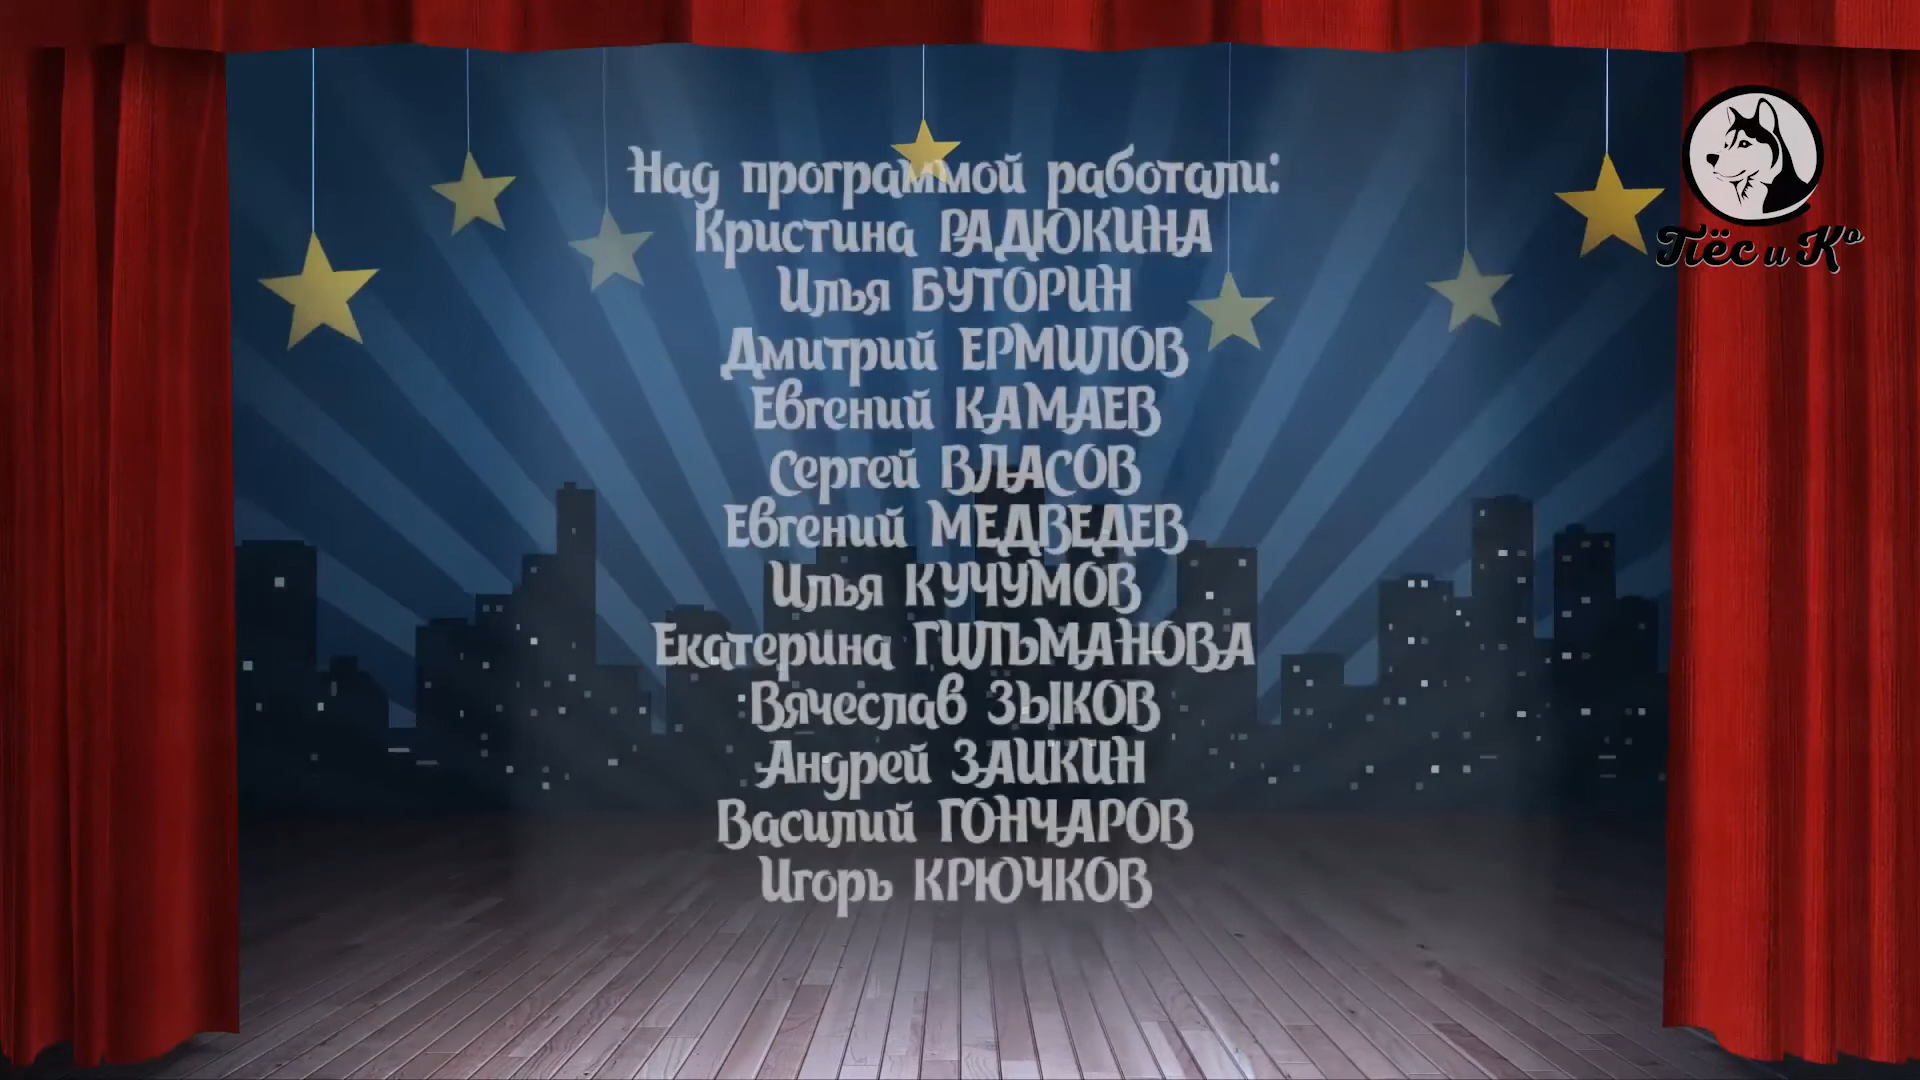 Над программой работали:
Кристина РАДЮКИНА
Илья БУТОРИН
Дмитрий ЕРМИЛОВ
Евгений КАМАЕВ
Сергей ВЛАСОВ
Евгений МЕДВЕДЕВ
Илья КУЧУМОВ
Екатерина ГИЛЬМАНОВА
Вячеслав ЗЫКОВ
Андрей ЗАИКИН
Василий ГОНЧАРОВ
Игорь КРЮЧКОВ
Пёс и Ко